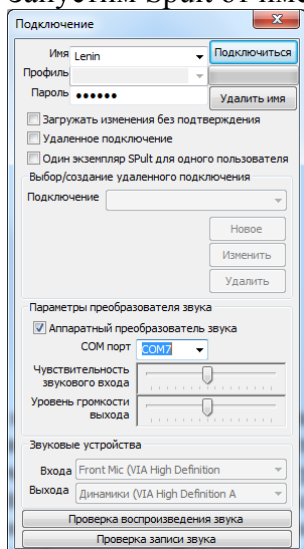 Запустим Spult от име
Подключение
Имя Lenin Подключиться
Профиль
Пароль ●●●●●● Удалить имя
Загружать изменения без подтверждения
Удаленное подключение
Один экземпляр SPult для одного пользователя
Выбор/создание удаленного подключения
Подключение
Новое
Изменить
Удалить
Параметры преобразователя звука
Аппаратный преобразователь звука
COM порт COM7
Чувствительность
звукового входа
Уровень громкости
выхода
Звуковые устройства
Входа Front Mic (VIA High Definition
Выхода Динамики (VIA High Definition A
Проверка воспроизведения звука
Проверка записи звука